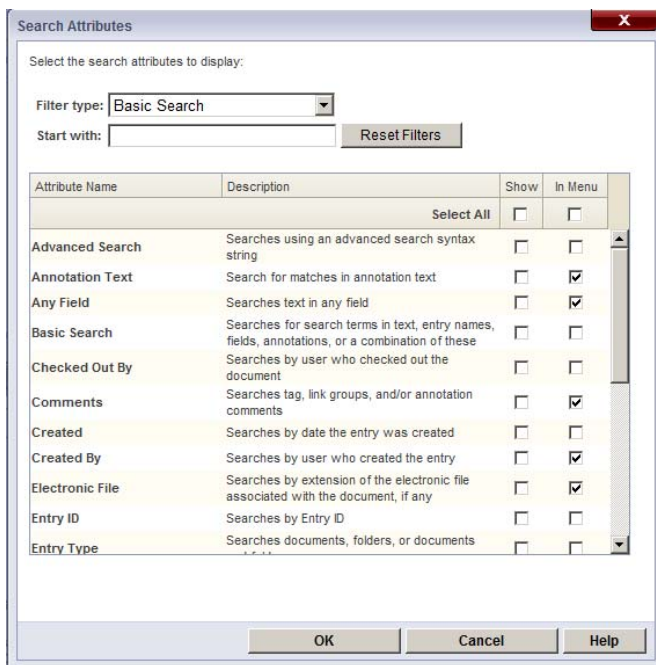 Search Attributes
X
Select the search attributes to display:
Filter type: Basic Search
Start with: Reset Filters
Attribute Name Description Show In Menu
Select All
Advanced Search Searches using an advanced search syntax
string
Annotation Text Search for matches in annotation text
Any Field Searches text in any field
Basic Search Searches for search terms in text, entry names,
fields, annotations, or a combination of these
Checked Out By Searches by user who checked out the
document
Comments Searches tag, link groups, and/or annotation
comments
Created Searches by date the entry was created
Created By Searches by user who created the entry
Electronic File Searches by extension of the electronic file
associated with the document, if any
Entry ID Searches by Entry ID
Entry Type Searches documents, folders, or documents
OK Cancel Help